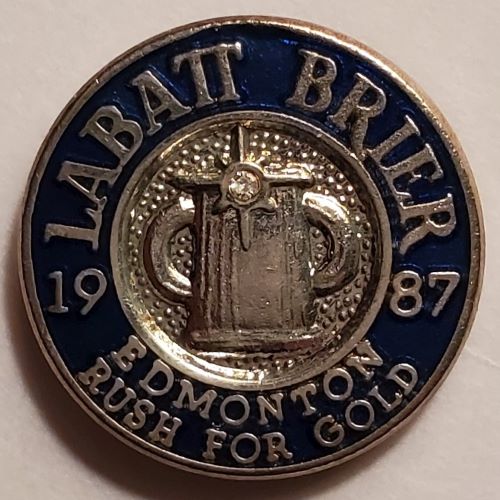 LABATT BRIER
19 87
EDMONTON
RUSH FOR GOLD